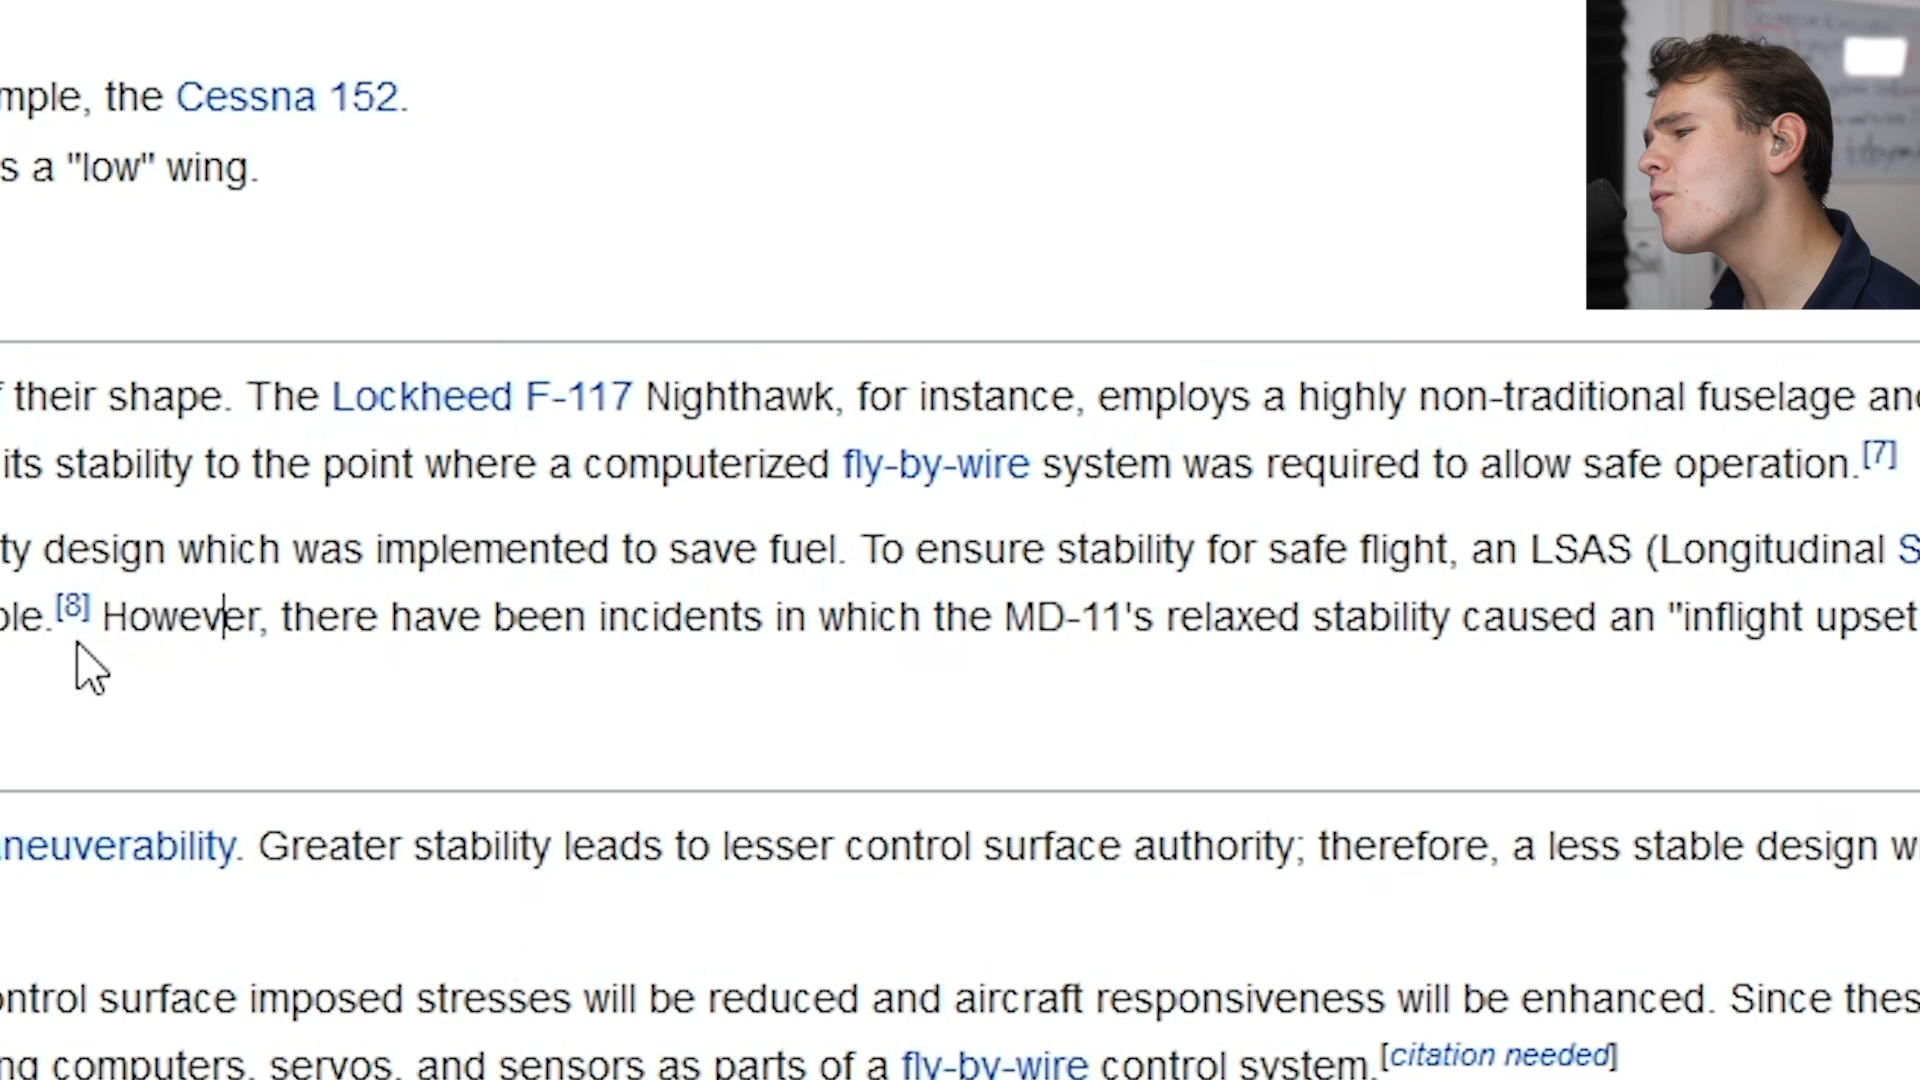 mple, the Cessna 152.
s a "low" wing.
their shape. The Lockheed F-117 Nighthawk, for instance, employs a highly non-traditional fuselage and
its stability to the point where a computerized fly-by-wire system was required to allow safe operation.[7]
ty design which was implemented to save fuel. To ensure stability for safe flight, an LSAS (Longitudinal S
ble.[8] However, there have been incidents in which the MD-11's relaxed stability caused an "inflight upset
neuverability. Greater stability leads to lesser control surface authority; therefore, a less stable design w
ontrol surface imposed stresses will be reduced and aircraft responsiveness will be enhanced. Since thes
ng computers, servos, and sensors as parts of a fly-by-wire control system.[citation needed]